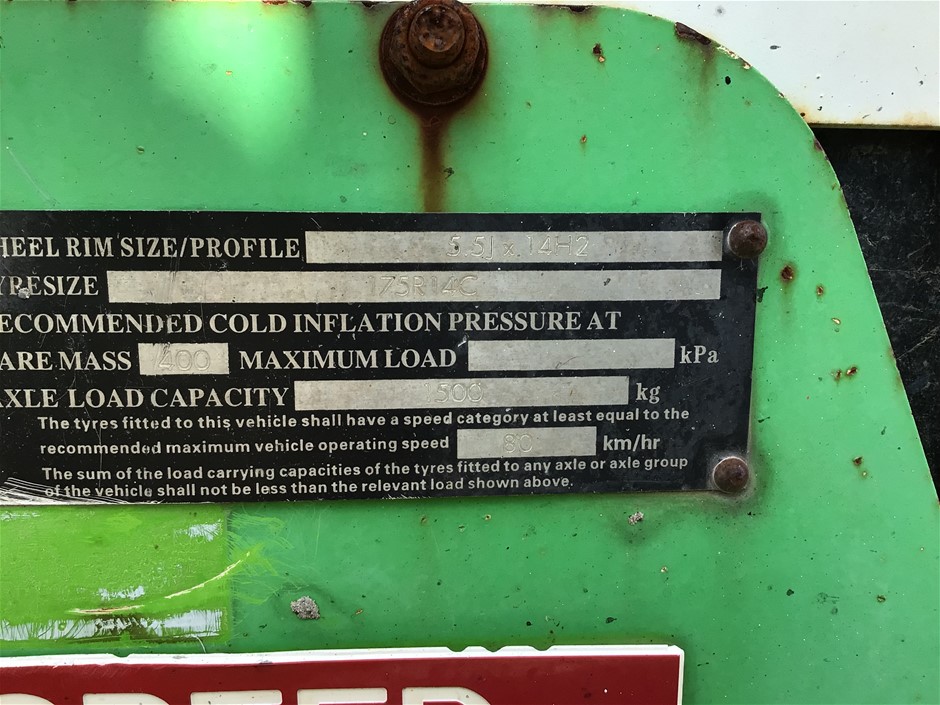 HEEL RIM SIZE/PROFILE 5.5J x 14H2
YRESIZE 175R14C
ECOMMENDED COLD INFLATION PRESSURE AT
ARE MASS 400 MAXIMUM LOAD kPa
AXLE LOAD CAPACITY 1500 kg
The tyres fitted to this vehicle shall have a speed category at least equal to the
recommended maximum vehicle operating speed 80 km/hr
The sum of the load carrying capacities of the tyres fitted to any axle or axle group
of the vehicle shall not be less than the relevant load shown above.